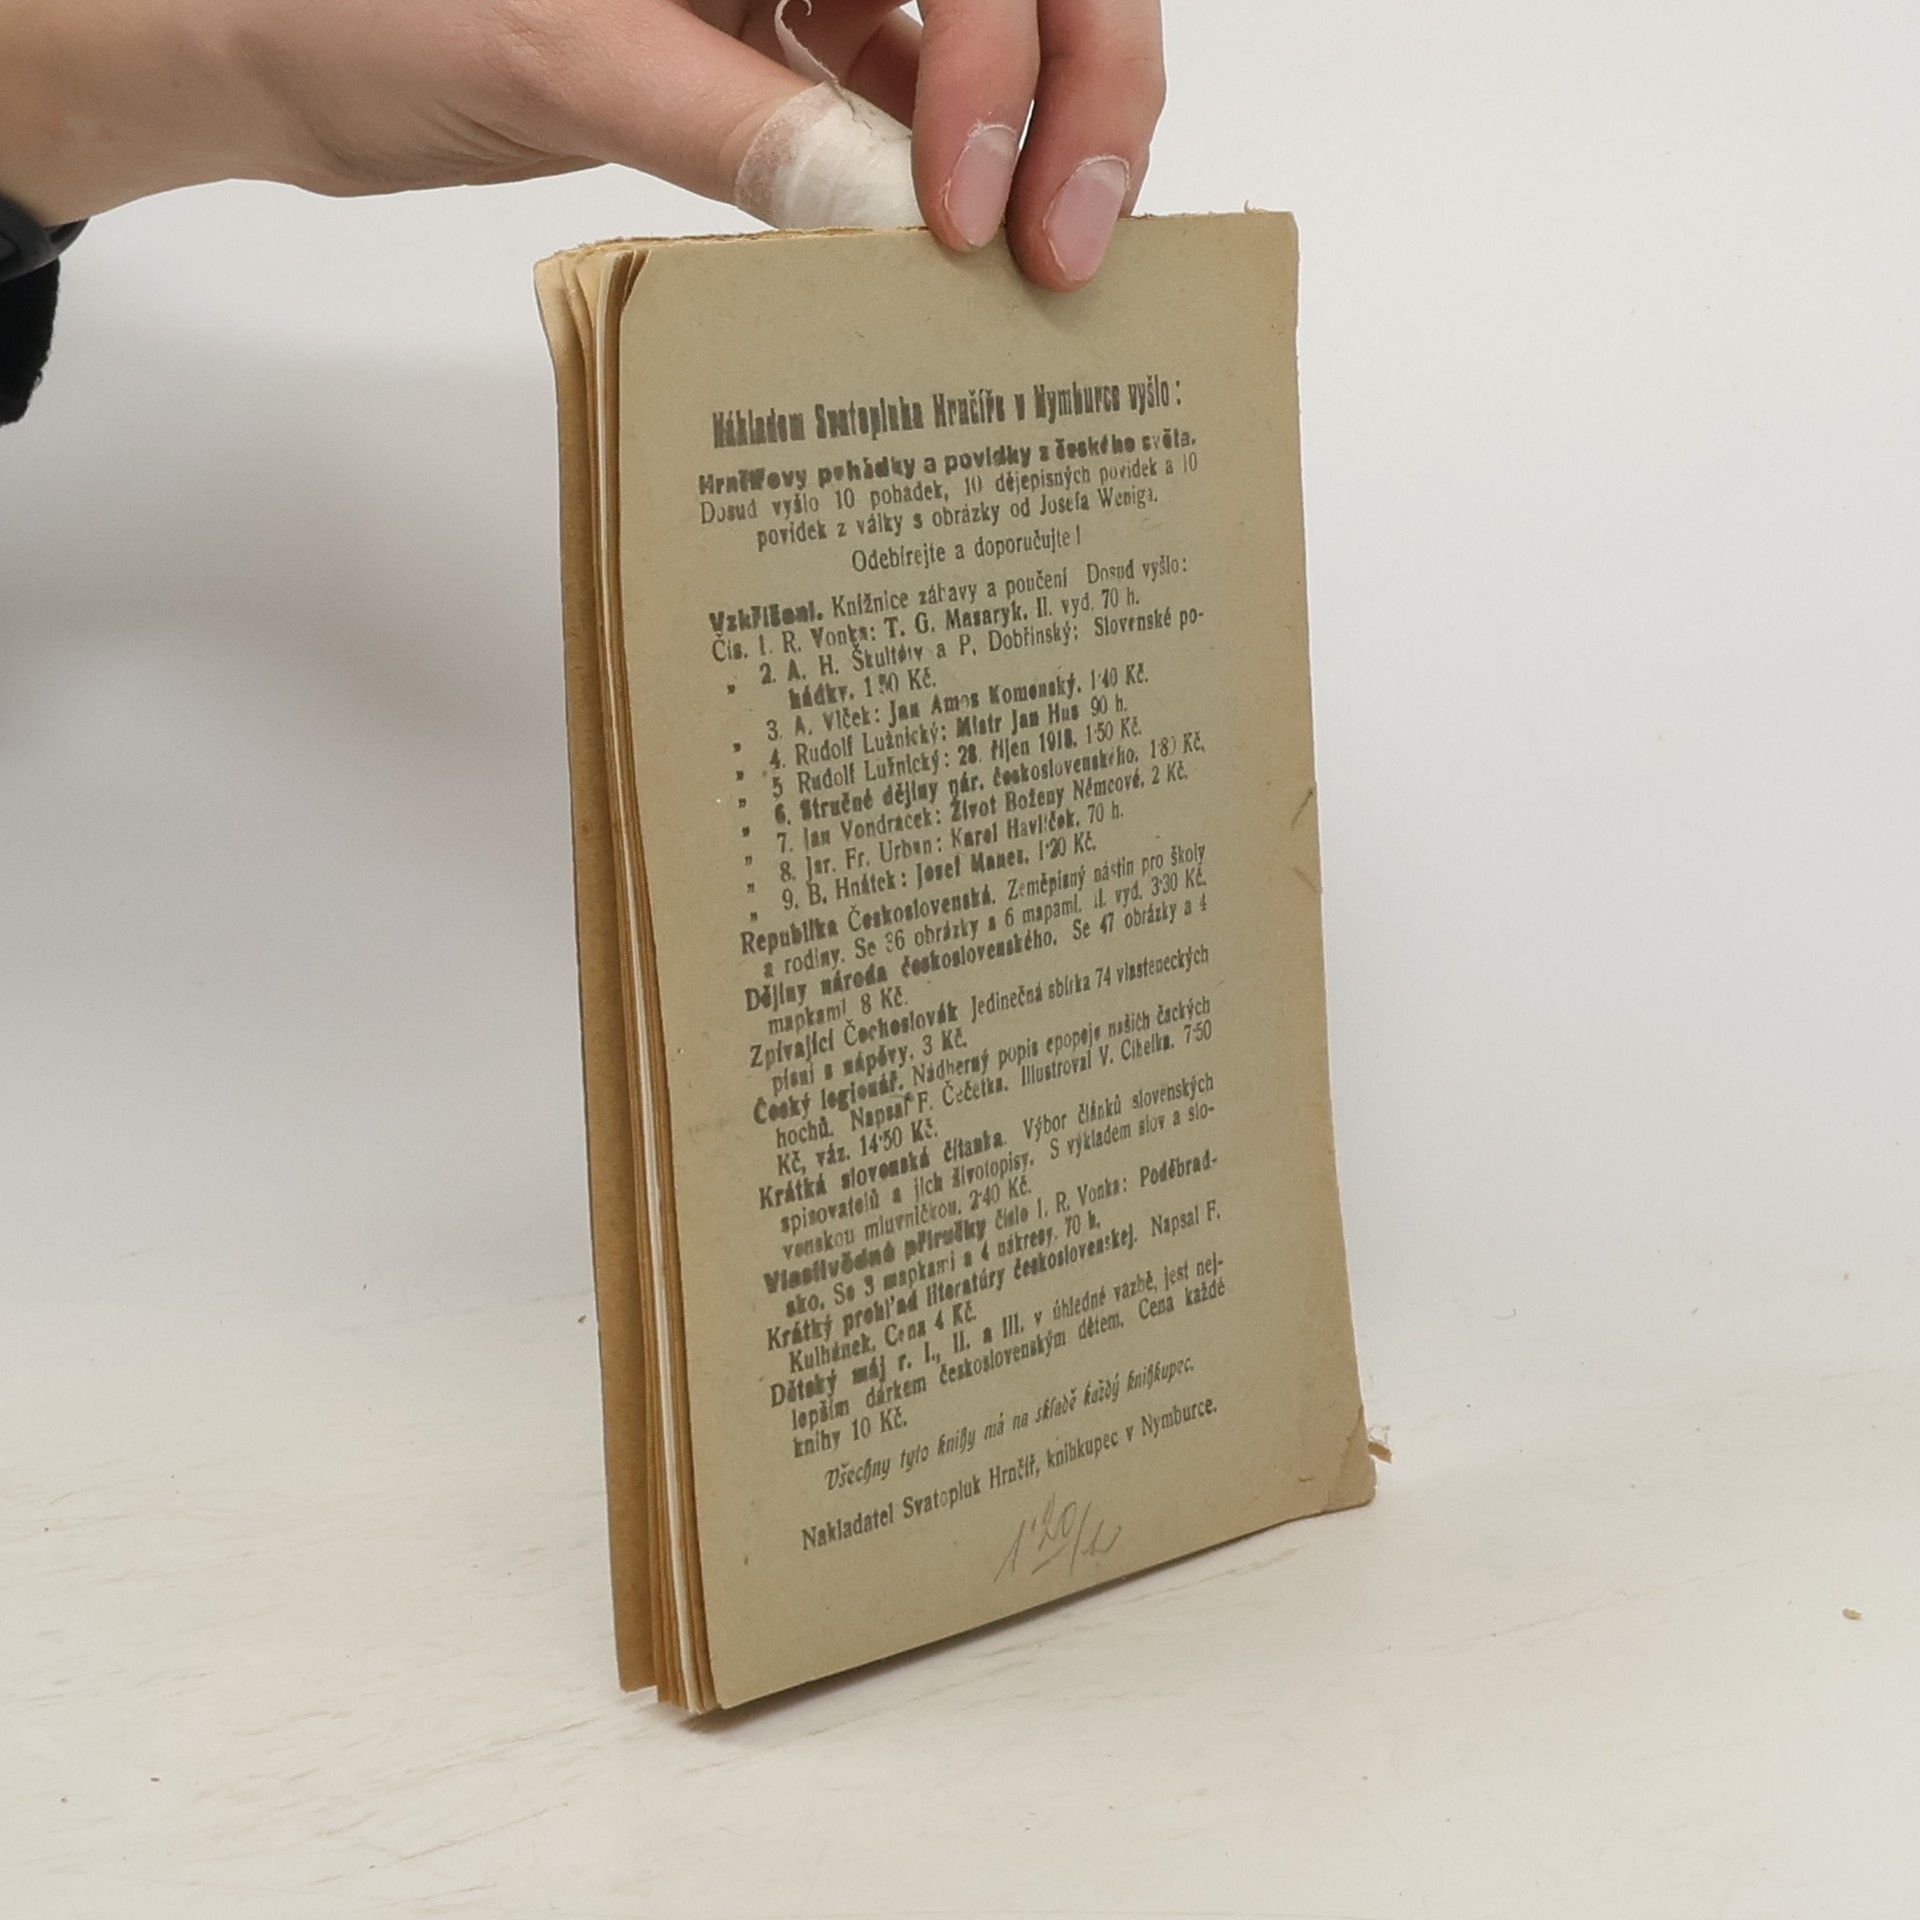 Nákladem Svatopluka Hrnčíře v Nymburce vyšlo:
Hrnčířovy pohádky a povídky z českého světa.
Dosud vyšlo 10 pohádek, 10 dějepisných povídek a 10
povídek z války s obrázky od Josefa Weniga.
Odebírejte a doporučujte!
Vzkříšení. Knižnice zábavy a poučení Dosud vyšlo:
Čís. 1. R. Vonka: T. G. Masaryk. II. vyd. 70 h.
„ 2. A. H. Škultéty a P. Dobřinský: Slovenské po-
hádky. 1·50 Kč.
„ 3. A. Vlček: Jan Amos Komenský. 1·40 Kč.
„ 4. Rudolf Lužnický: Mistr Jan Hus 90 h.
„ 5 Rudolf Lužnický: 28. říjen 1918. 1·50 Kč.
„ 6. Stručné dějiny nár. československého. 1·80 Kč.
„ 7. Jan Vondráček: Život Boženy Němcové. 2 Kč.
„ 8. Jar. Fr. Urban: Karel Havlíček. 70 h.
„ 9. B. Hnátek: Josef Manes. 1·20 Kč.
Republika Československá. Zeměpisný nástin pro školy
a rodiny. Se 36 obrázky a 6 mapami. II. vyd. 3·30 Kč.
Dějiny národa československého. Se 47 obrázky a 4
mapkami 8 Kč.
Zpívající Čechoslovák Jedinečná sbírka 74 vlasteneckých
písní s nápěvy. 3 Kč.
Český legionář. Nádherný popis epopeje našich čackých
hochů. Napsal F. Čečetka. Illustroval V. Cihelka. 7·50
Kč, váz. 14·50 Kč.
Krátká slovenská čítanka. Výbor článků slovenských
spisovatelů a jich životopisy. S výkladem slov a slo-
venskou mluvničkou. 2·40 Kč.
Vlastivědné příručky číslo 1. R. Vonka: Poděbrad-
sko. Se 3 mapkami a 4 nákresy. 70 h.
Krátký prehľad literatúry československej. Napsal F.
Kulhánek. Cena 4 Kč.
Dětský máj r. I., II. a III. v úhledné vazbě, jest nej-
lepším dárkem československým dětem. Cena každé
knihy 10 Kč.
Všechny tyto knihy má na skladě každý knihkupec.
Nakladatel Svatopluk Hrnčíř, knihkupec v Nymburce.
1·20/